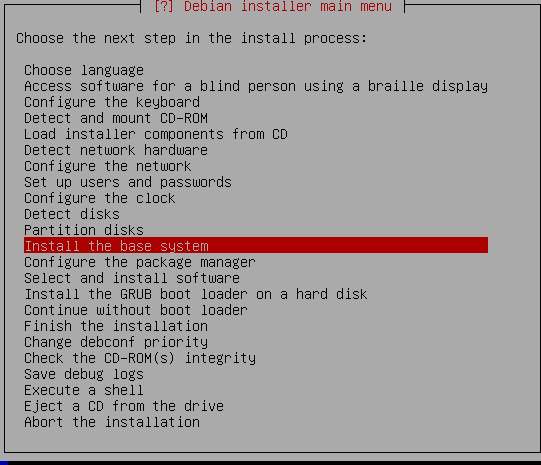 [?] Debian installer main menu
Choose the next step in the install process:
Choose language
Access software for a blind person using a braille display
Configure the keyboard
Detect and mount CD-ROM
Load installer components from CD
Detect network hardware
Configure the network
Set up users and passwords
Configure the clock
Detect disks
Partition disks
Install the base system
Configure the package manager
Select and install software
Install the GRUB boot loader on a hard disk
Continue without boot loader
Finish the installation
Change debconf priority
Check the CD-ROM(s) integrity
Save debug logs
Execute a shell
Eject a CD from the drive
Abort the installation